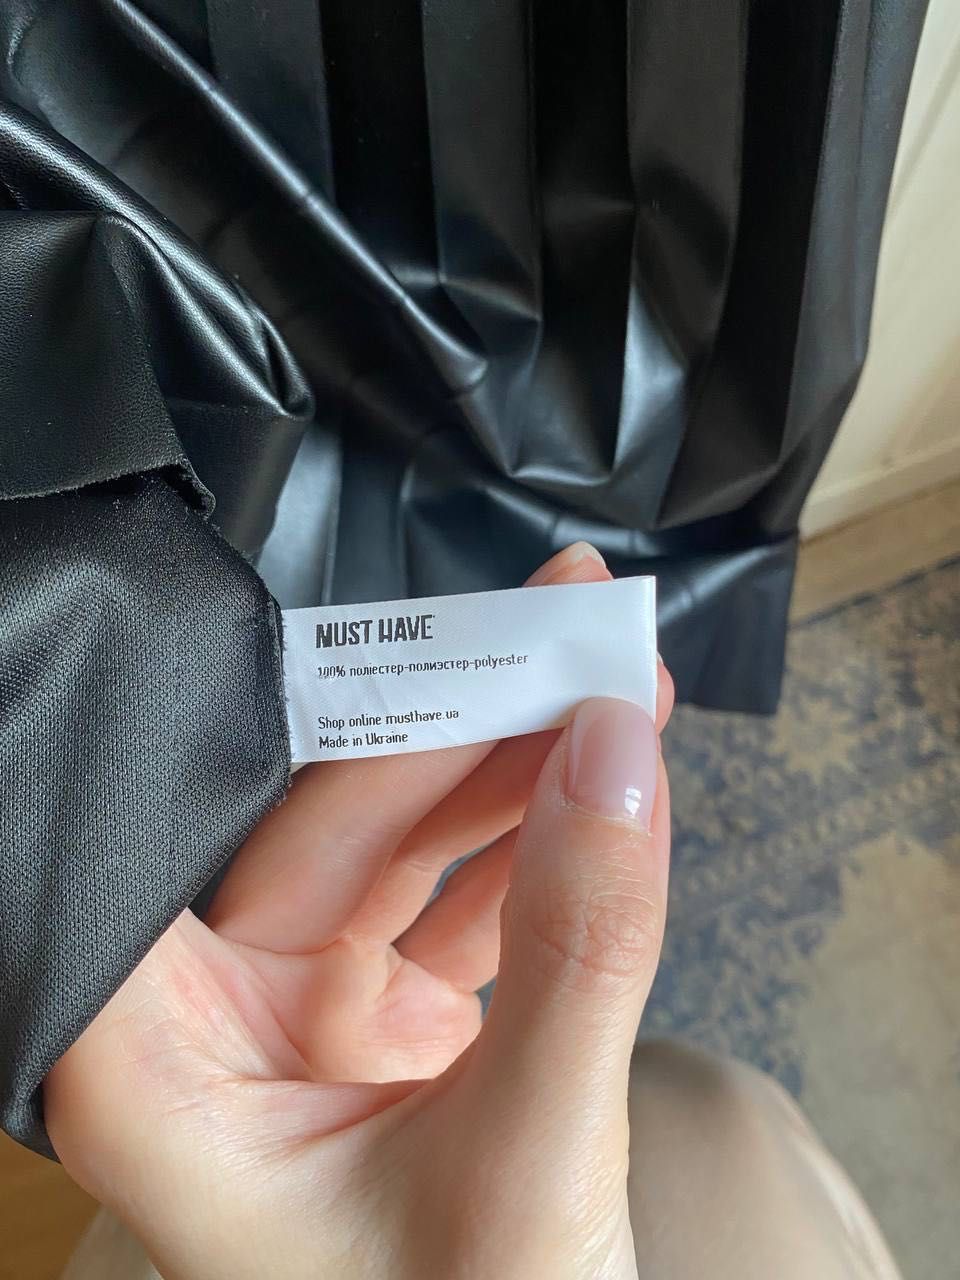 MUST HAVE
100% поліестер-полиэстер-polyester
Shop online musthave.ua
Made in Ukraine